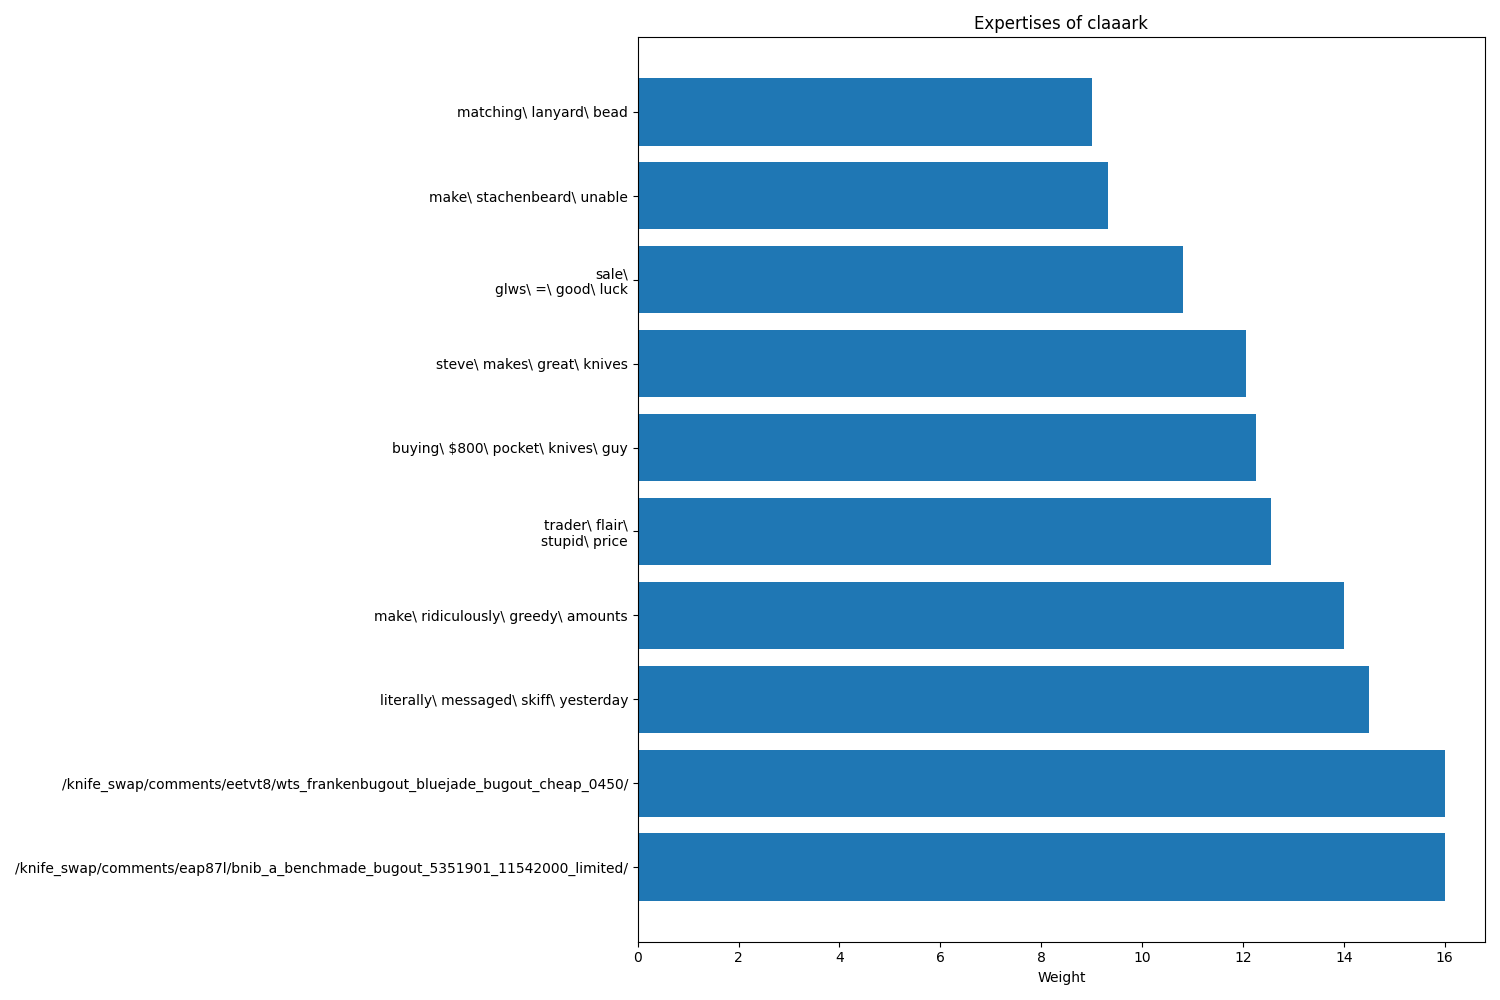 Expertises of claaark
matching\ lanyard\ bead
make\ stachenbeard\ unable
sale\
glws\ =\ good\ luck
steve\ makes\ great\ knives
buying\ $800\ pocket\ knives\ guy
trader\ flair\
stupid\ price
make\ ridiculously\ greedy\ amounts
literally\ messaged\ skiff\ yesterday
/knife_swap/comments/eetvt8/wts_frankenbugout_bluejade_bugout_cheap_0450/
/knife_swap/comments/eap87l/bnib_a_benchmade_bugout_5351901_11542000_limited/
0 2 4 6 8 10 12 14 16
Weight